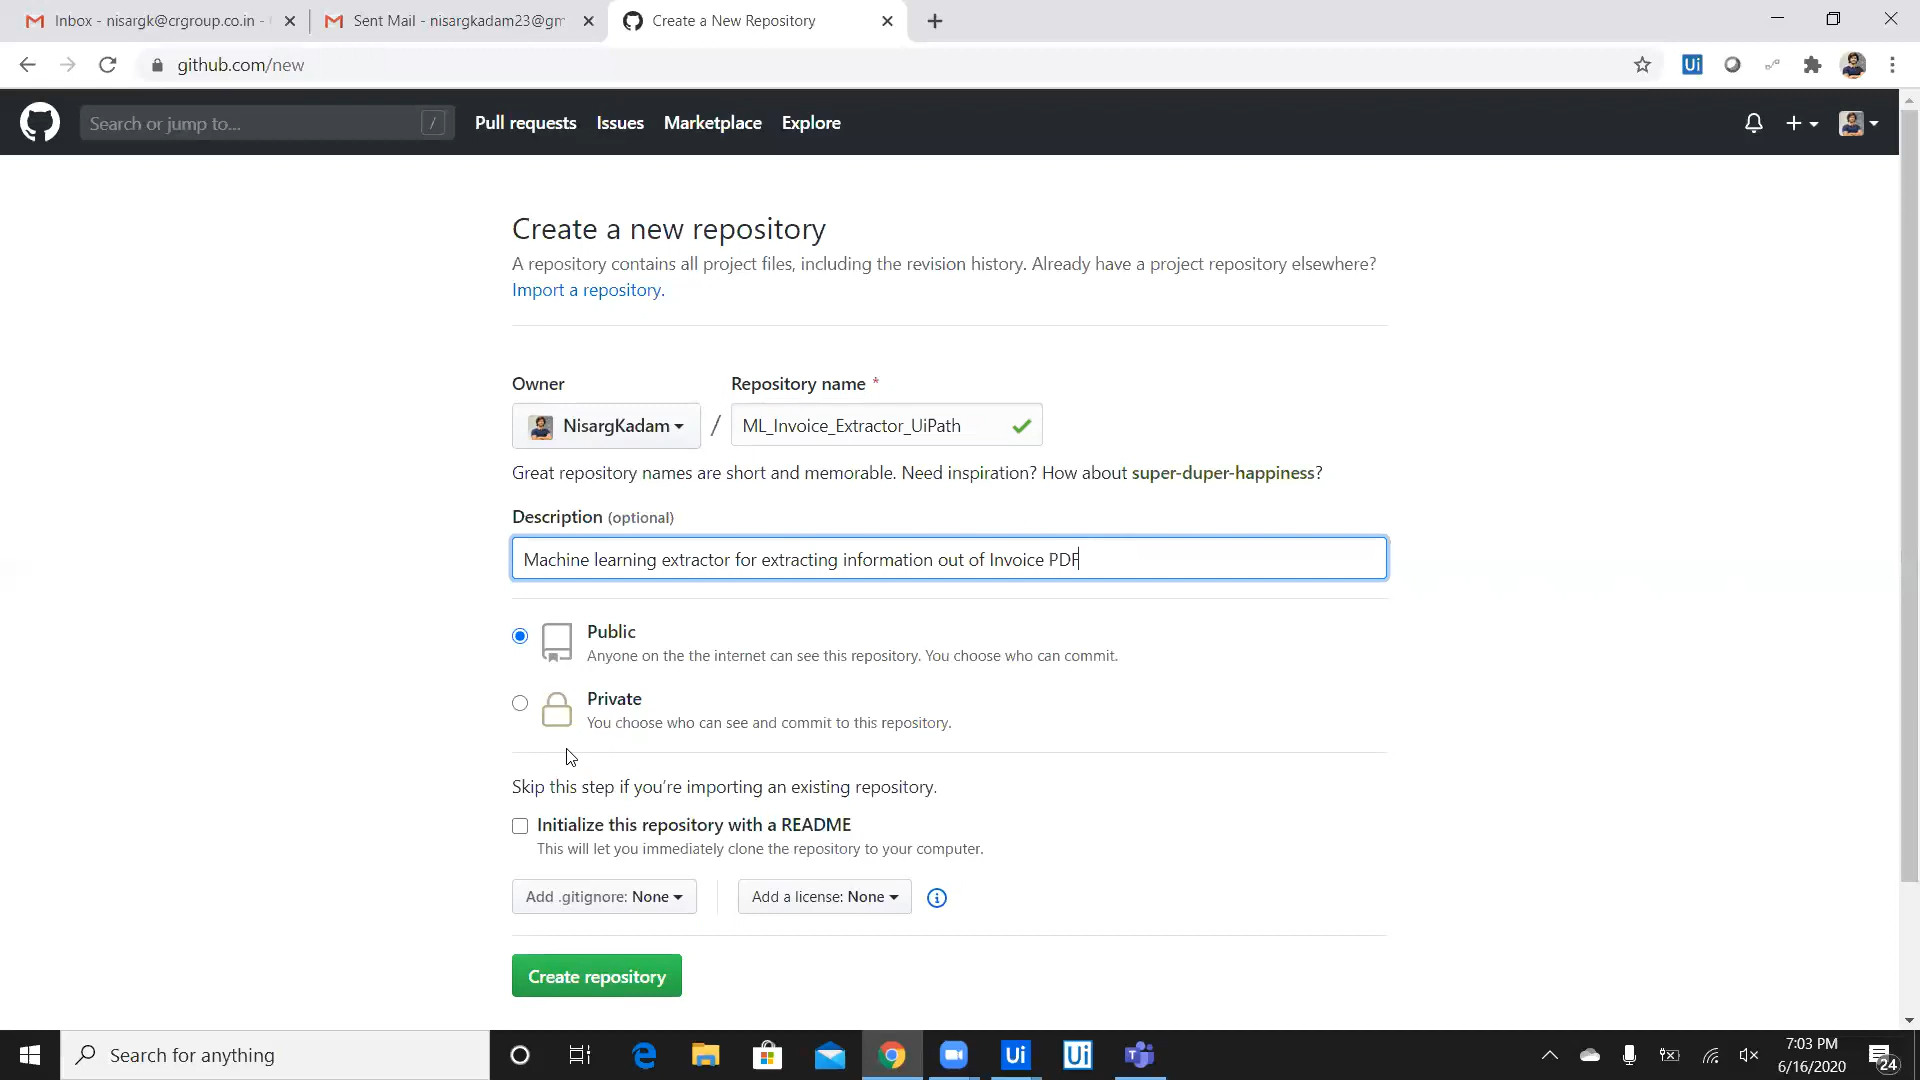 Inbox - nisargk@crgroup.co.in -
Sent Mail - nisargkadam23@gm
Create a New Repository
github.com/new
Ui
Search or jump to...
/
Pull requests
Issues
Marketplace
Explore
Create a new repository
A repository contains all project files, including the revision history. Already have a project repository elsewhere?
Import a repository.
Owner
Repository name *
NisargKadam
/
ML_Invoice_Extractor_UiPath
Great repository names are short and memorable. Need inspiration? How about super-duper-happiness?
Description (optional)
Machine learning extractor for extracting information out of Invoice PDF
Public
Anyone on the the internet can see this repository. You choose who can commit.
Private
You choose who can see and commit to this repository.
Skip this step if you're importing an existing repository.
Initialize this repository with a README
This will let you immediately clone the repository to your computer.
Add .gitignore: None
Add a license: None
Create repository
Search for anything
Ui
Ui
7:03 PM
6/16/2020
24